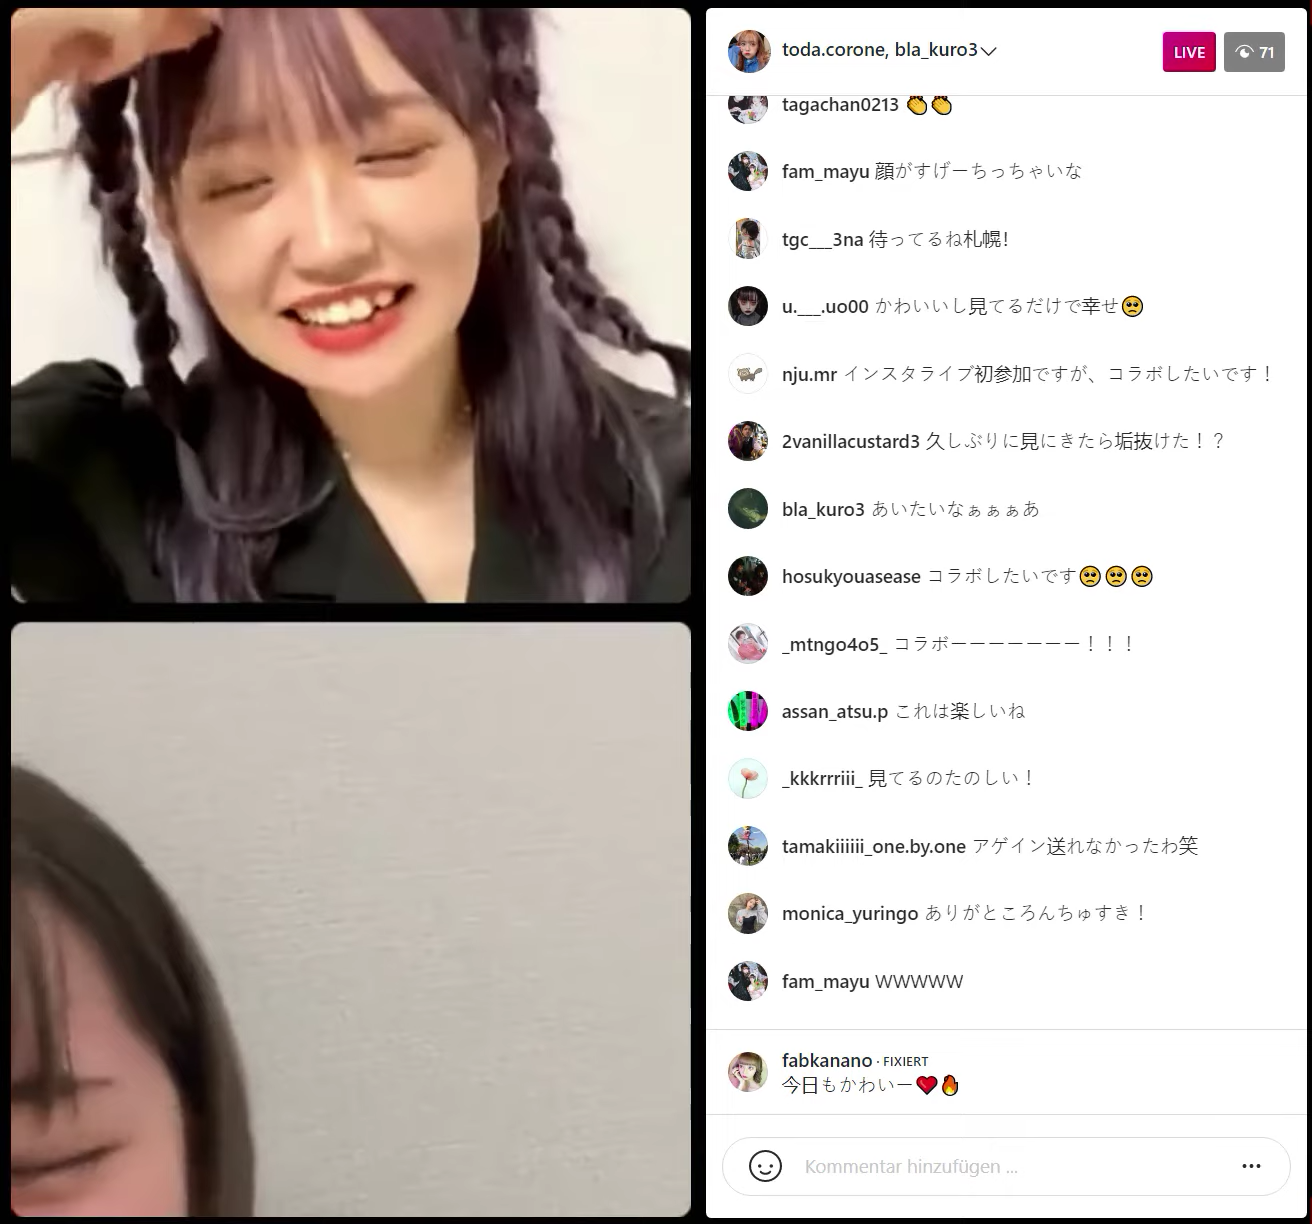 toda.corone, bla_kuro3
LIVE
71
tagachan0213 👏👏
fam_mayu 顔がすげーちっちゃいな
tgc___3na 待ってるね札幌!
u.___.uo00 かわいいし見てるだけで幸せ🥺
nju.mr インスタライブ初参加ですが、コラボしたいです！
2vanillacustard3 久しぶりに見にきたら垢抜けた！？
bla_kuro3 あいたいなぁぁぁあ
hosukyouasease コラボしたいです🥺🥺🥺
_mtngo4o5_ コラボーーーーーーー！！！
assan_atsu.p これは楽しいね
_kkkrrriii_ 見てるのたのしい！
tamakiiiiii_one.by.one アゲイン送れなかったわ笑
monica_yuringo ありがところんちゅすき！
fam_mayu WWWWW
fabkanano · FIXIERT
今日もかわいー❤️🔥
Kommentar hinzufügen ...